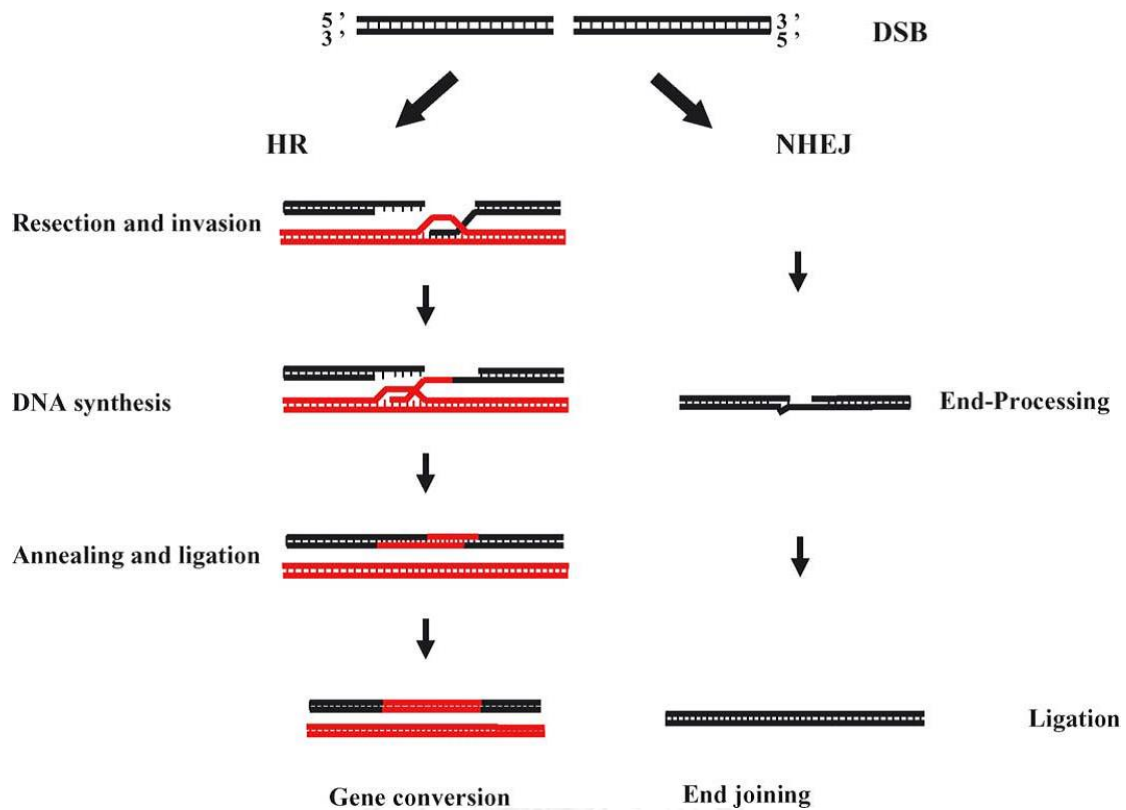 5 ’ 3 ’ DSB
3 ’ 5 ’
HR NHEJ
Resection and invasion
DNA synthesis End-Processing
Annealing and ligation
Ligation
Gene conversion End joining